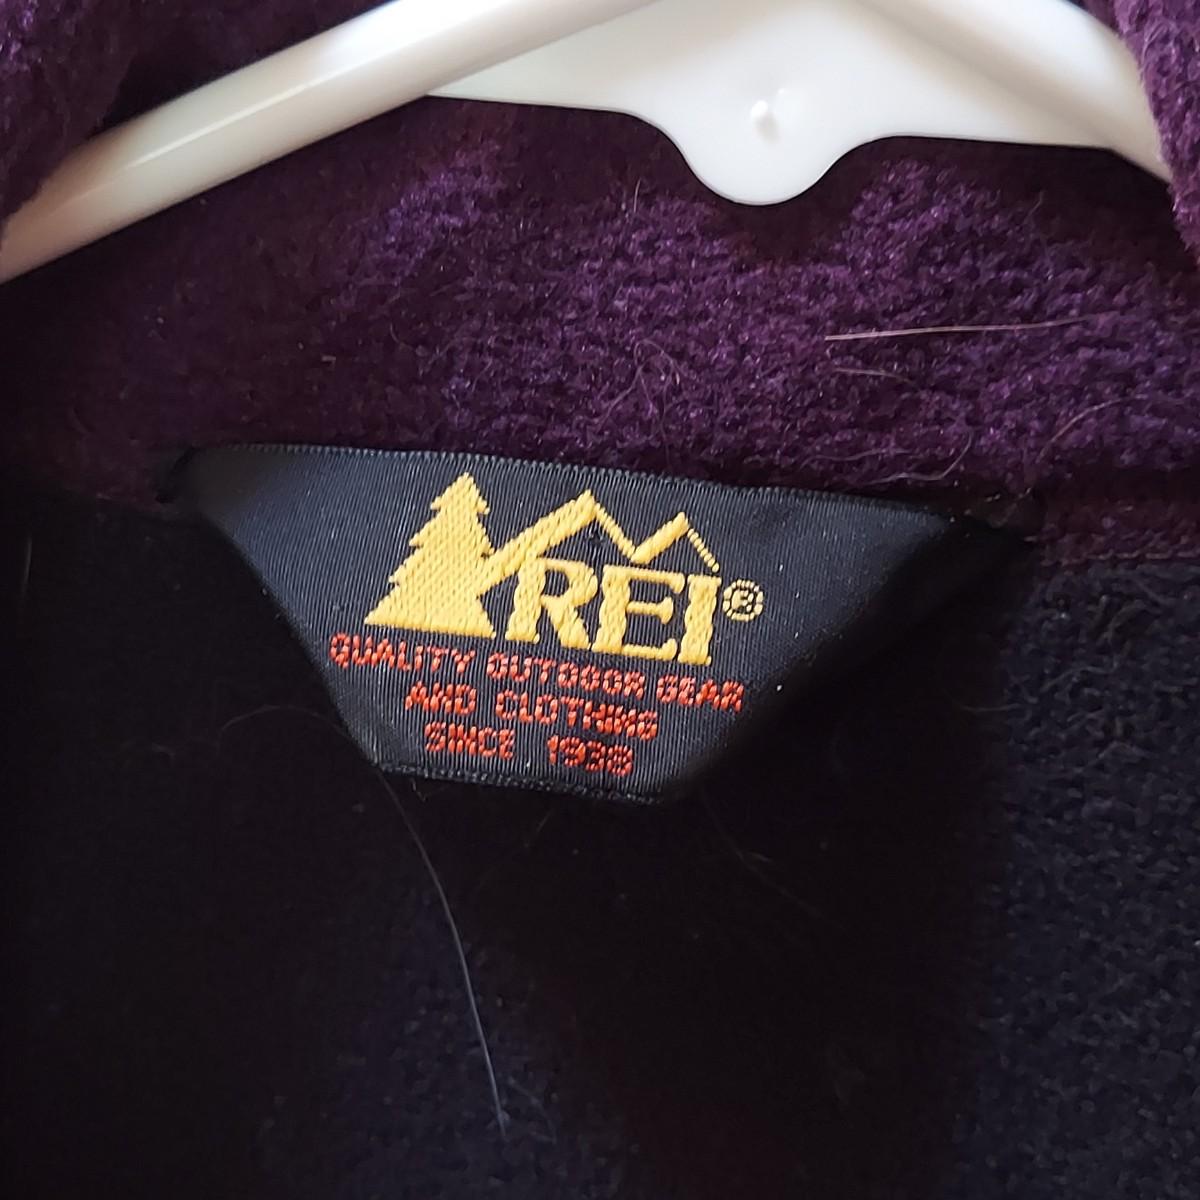 REI®
QUALITY OUTDOOR GEAR
AND CLOTHING
SINCE 1938